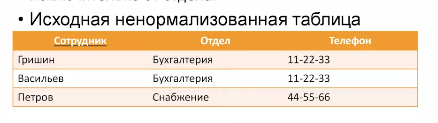 • Исходная ненормализованная таблица
Сотрудник Отдел Телефон
Гришин Бухгалтерия 11-22-33
Васильев Бухгалтерия 11-22-33
Петров Снабжение 44-55-66